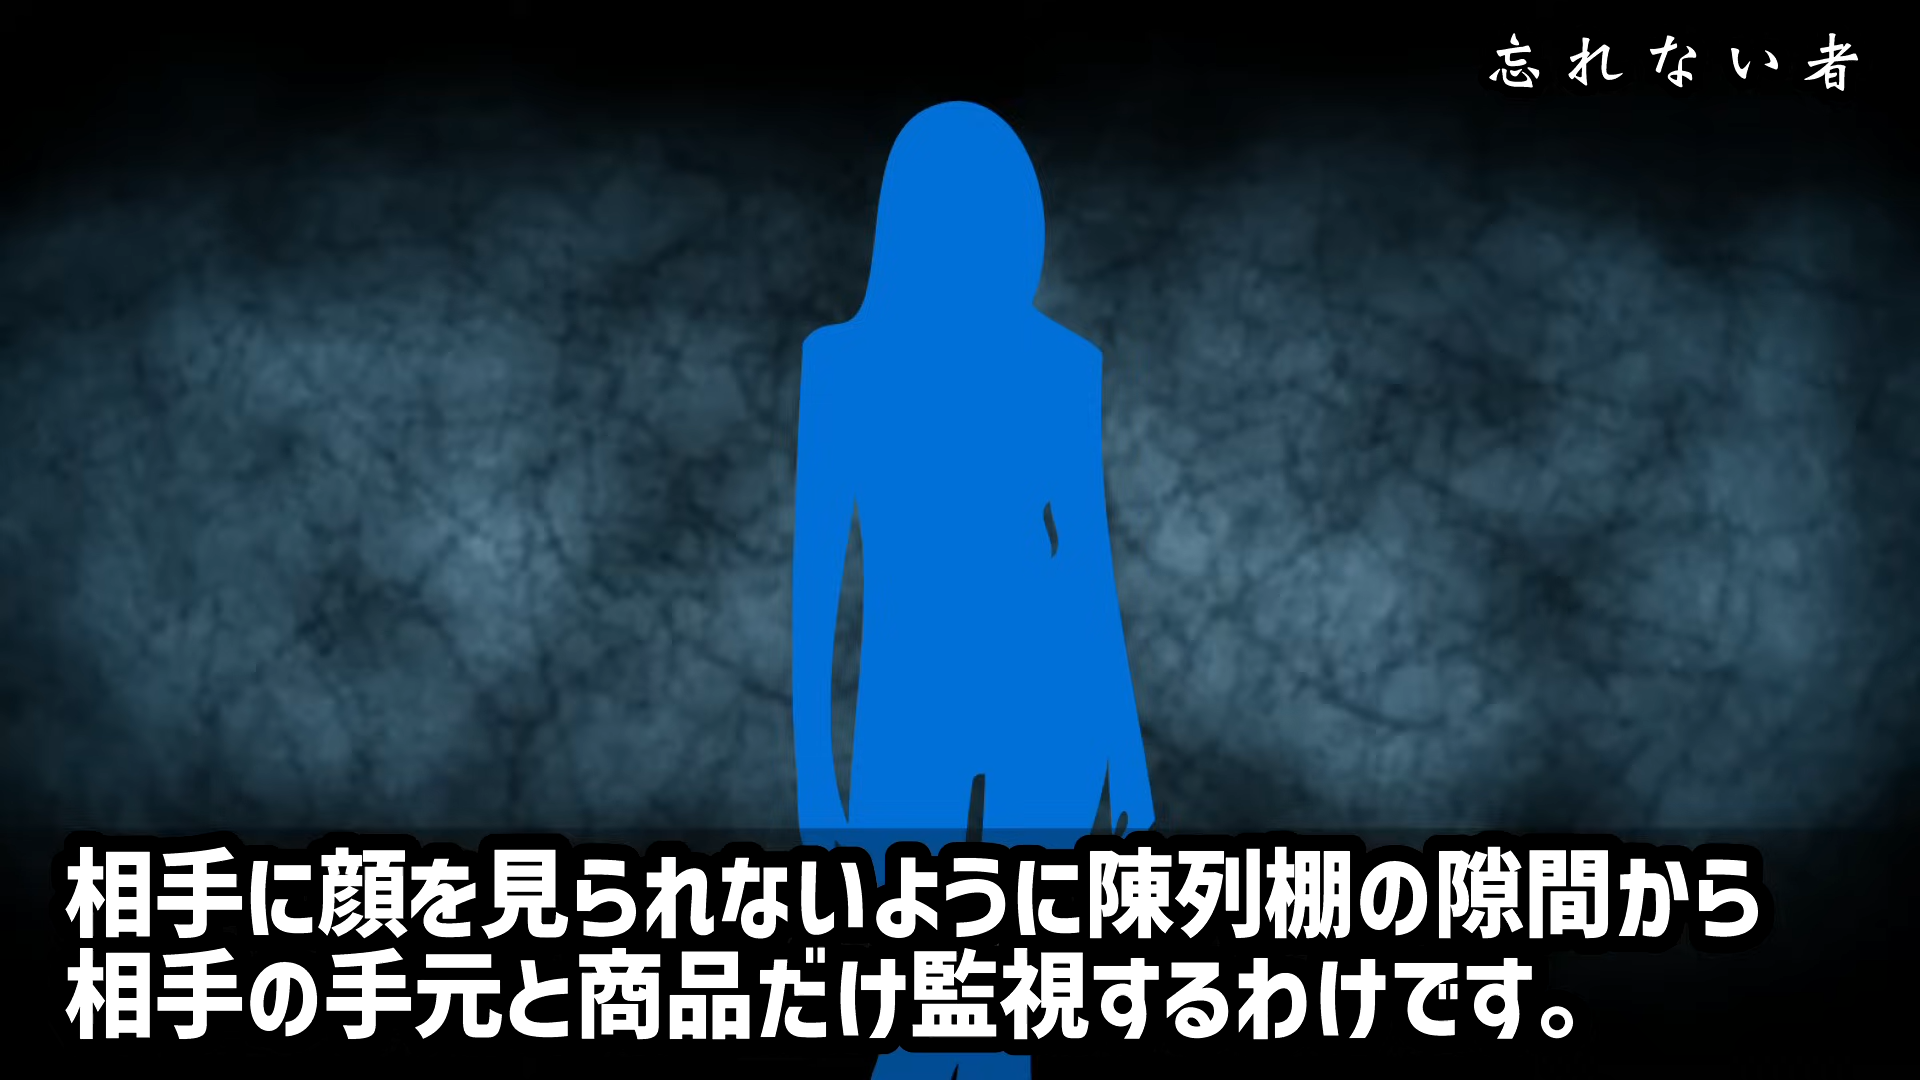 忘れない者
相手に顔を見られないように陳列棚の隙間から
相手の手元と商品だけ監視するわけです。